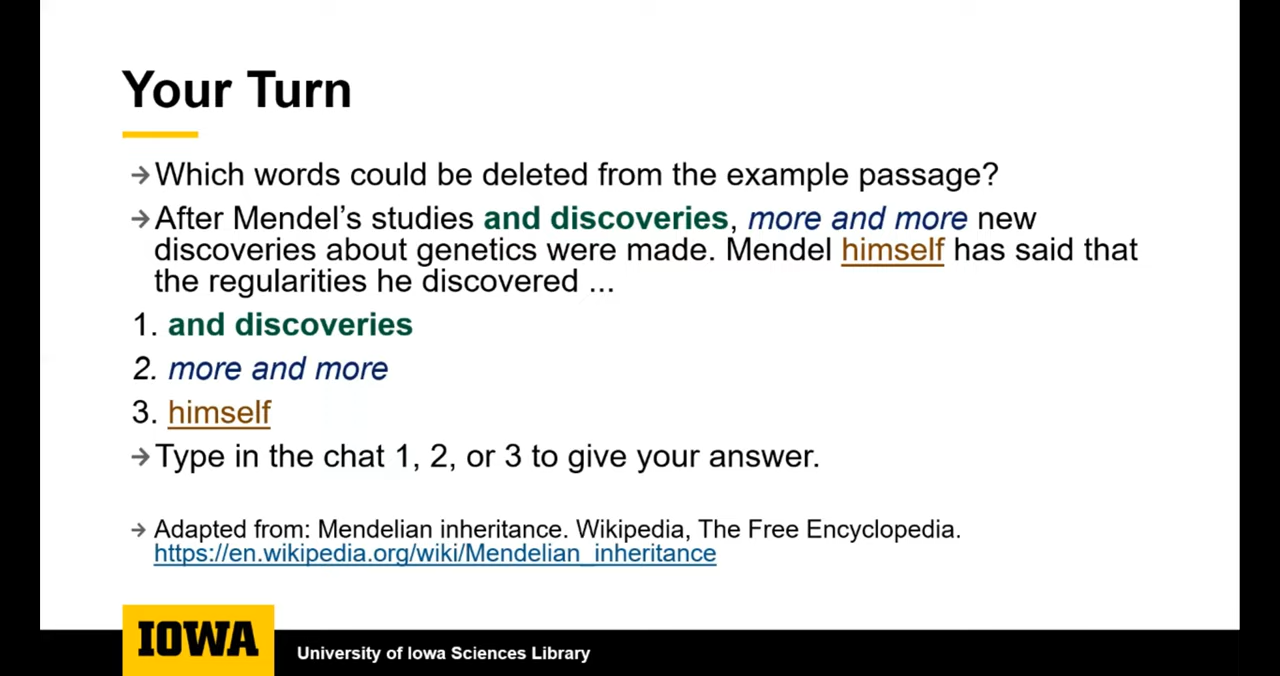 Your Turn
→Which words could be deleted from the example passage?
→After Mendel’s studies and discoveries, more and more new
discoveries about genetics were made. Mendel himself has said that
the regularities he discovered ...
1. and discoveries
2. more and more
3. himself
→Type in the chat 1, 2, or 3 to give your answer.
→ Adapted from: Mendelian inheritance. Wikipedia, The Free Encyclopedia.
https://en.wikipedia.org/wiki/Mendelian_inheritance
IOWA
University of Iowa Sciences Library